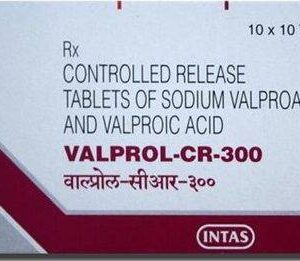 10 x 10
Rx
CONTROLLED RELEASE
TABLETS OF SODIUM VALPROA
AND VALPROIC ACID
VALPROL-CR-300
वाल्प्रोल-सीआर-३००
INTAS